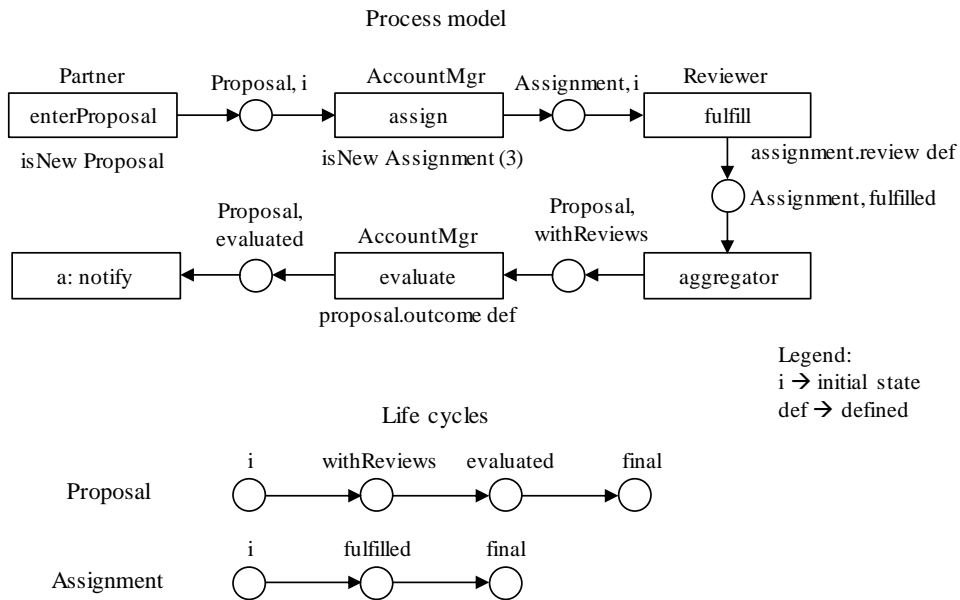 Process model
Partner
Proposal, i
AccountMgr
Assignment, i
Reviewer
enterProposal
assign
fulfill
isNew Proposal
isNew Assignment (3)
assignment.review def
Assignment, fulfilled
Proposal,
evaluated
AccountMgr
Proposal,
withReviews
a: notify
evaluate
aggregator
proposal.outcome def
Legend:
i → initial state
def → defined
Life cycles
i
withReviews
evaluated
final
Proposal
i
fulfilled
final
Assignment